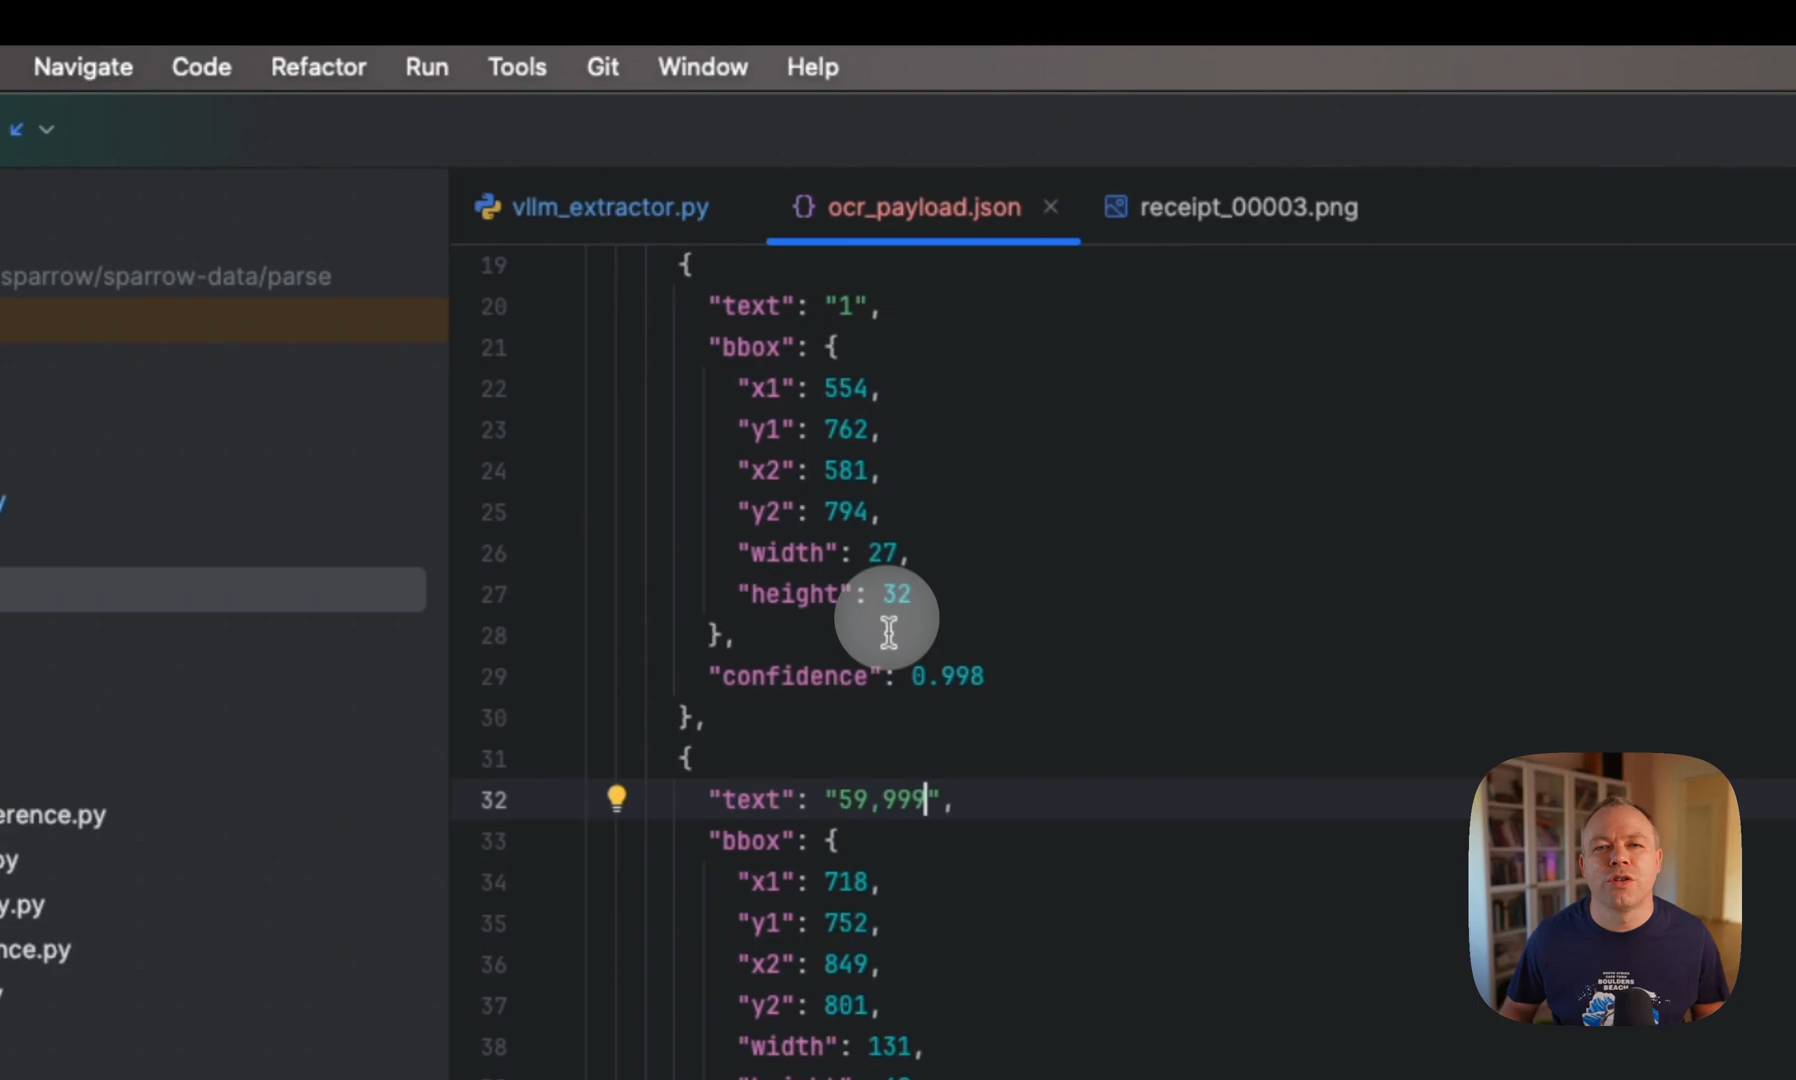 Navigate Code Refactor Run Tools Git Window Help
vllm_extractor.py ocr_payload.json receipt_00003.png
sparrow/sparrow-data/parse
19 {
20 "text": "1",
21 "bbox": {
22 "x1": 554,
23 "y1": 762,
24 "x2": 581,
25 "y2": 794,
26 "width": 27,
27 "height": 32
28 },
29 "confidence": 0.998
30 },
31 {
32 "text": "59,999",
33 "bbox": {
34 "x1": 718,
35 "y1": 752,
36 "x2": 849,
37 "y2": 801,
38 "width": 131,
erence.py
py
y.py
nce.py
BOULDERS
BEACH